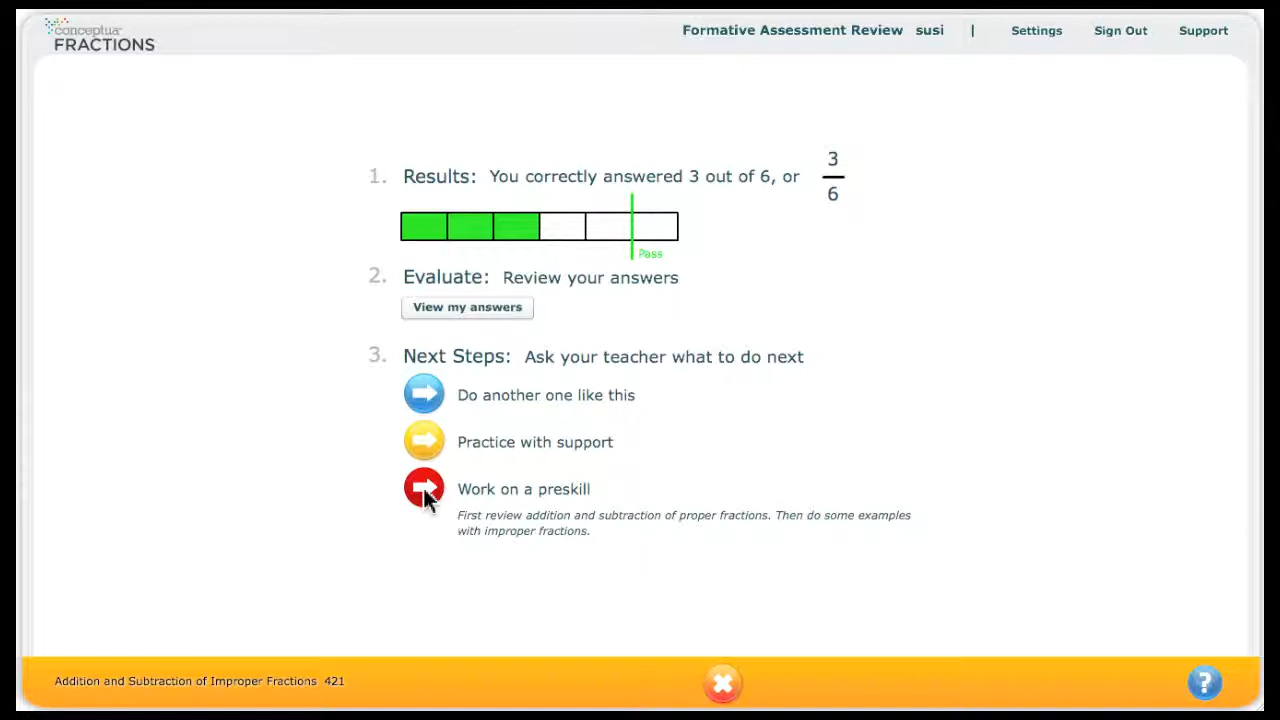 conceptua
FRACTIONS
Formative Assessment Review susi | Settings Sign Out Support
1. Results: You correctly answered 3 out of 6, or 3/6
Pass
2. Evaluate: Review your answers
View my answers
3. Next Steps: Ask your teacher what to do next
Do another one like this
Practice with support
Work on a preskill
First review addition and subtraction of proper fractions. Then do some examples
with improper fractions.
Addition and Subtraction of Improper Fractions 421
?